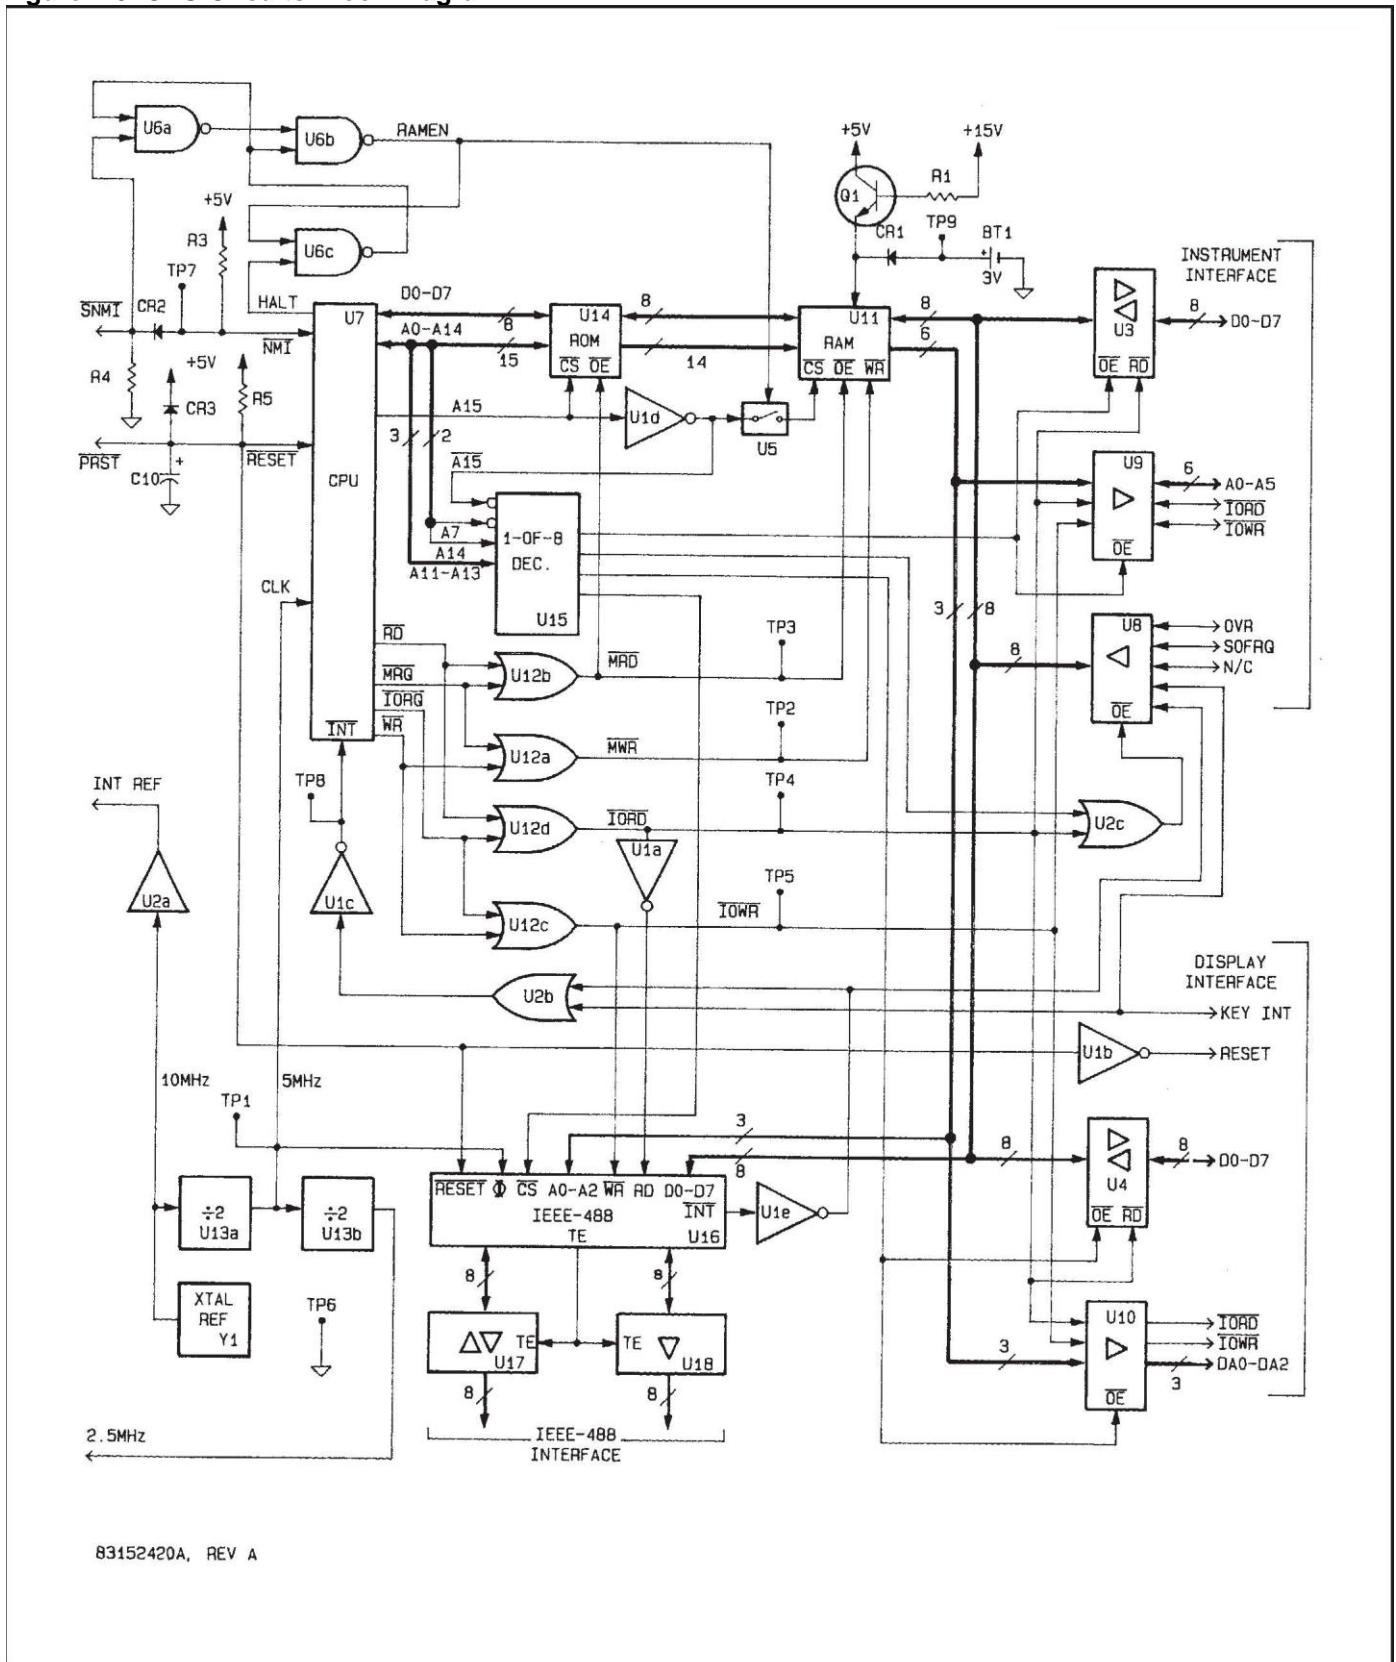 U6a
U6b
RAMEN
+5V
+15V
R1
Q1
+5V
R3
U6c
TP9
CR1
BT1
+
3V
INSTRUMENT
INTERFACE
TP7
SNMI
CR2
HALT
U7
D0-D7
8
U14
8
U11
8
U3
8
D0-D7
NMI
A0-A14
15
ROM
14
RAM
6
CS OE
CS OE WR
OE RD
R4
+5V
CR3
R5
A15
U1d
U5
3
2
PRST
RESET
C10
+
CPU
A15
U9
6
A0-A5
IORD
IOWR
OE
A7
A14
A11-A13
1-OF-8
DEC.
U15
CLK
3
8
U8
OVR
SOFRQ
N/C
8
OE
RD
MRQ
IORQ
WR
U12b
MRD
TP3
INT
U12a
MWR
TP2
INT REF
TP8
U12d
IORD
TP4
U2c
U1a
U2a
U1c
U12c
IOWR
TP5
DISPLAY
INTERFACE
U2b
KEY INT
U1b
RESET
10MHz
5MHz
TP1
3
8
8
U4
8
D0-D7
OE RD
RESET Φ CS A0-A2 WR RD D0-D7
INT
IEEE-488
TE
U16
U1e
÷2
U13a
÷2
U13b
8
8
XTAL
REF
Y1
TP6
TE
U17
TE
U18
3
U10
IORD
IOWR
DA0-DA2
3
OE
8
8
2.5MHz
IEEE-488
INTERFACE
83152420A, REV A